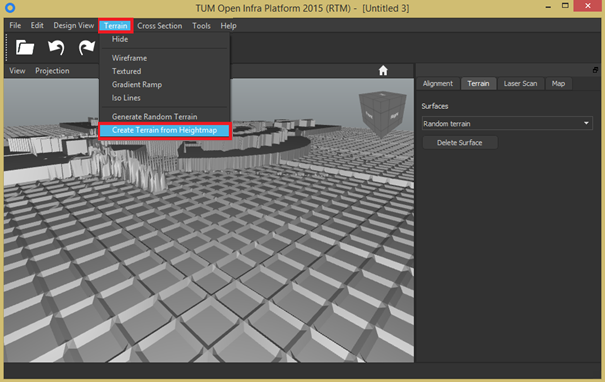 TUM Open Infra Platform 2015 (RTM) - [Untitled 3]
File Edit Design View Terrain Cross Section Tools Help
Hide
Wireframe
Textured
Gradient Ramp
Iso Lines
Generate Random Terrain
Create Terrain from Heightmap
View Projection
Alignment Terrain Laser Scan Map
Surfaces
Random terrain
Delete Surface